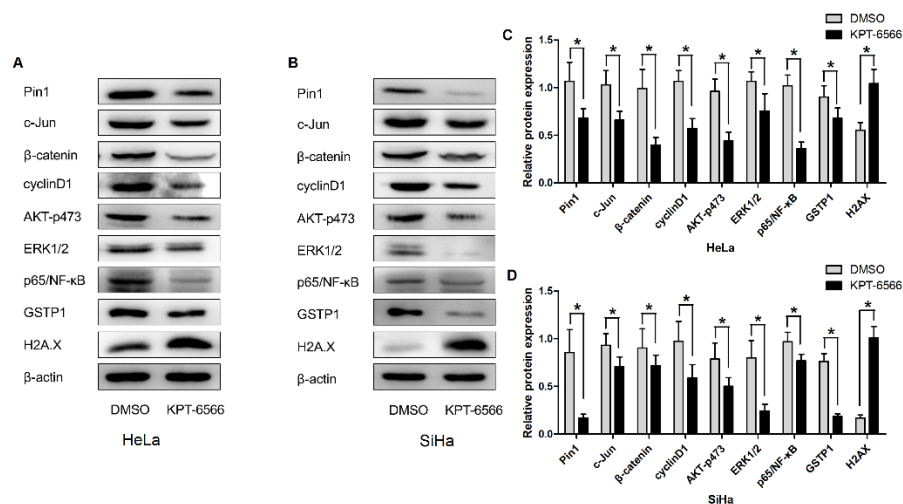 A
Pin1
c-Jun
β-catenin
cyclinD1
AKT-p473
ERK1/2
p65/NF-κB
GSTP1
H2A.X
β-actin
DMSO KPT-6566
HeLa
B
Pin1
c-Jun
β-catenin
cyclinD1
AKT-p473
ERK1/2
p65/NF-κB
GSTP1
H2A.X
β-actin
DMSO KPT-6566
SiHa
C
DMSO
KPT-6566
Relative protein expression
1.5
1.0
0.5
0.0
* * * * * * * * *
Pin1 c-Jun β-catenin cyclinD1 AKT-p473 ERK1/2 p65/NF-κB GSTP1 H2AX
HeLa
D
DMSO
KPT-6566
Relative protein expression
1.5
1.0
0.5
0.0
* * * * * * * * *
Pin1 c-Jun β-catenin cyclinD1 AKT-p473 ERK1/2 p65/NF-κB GSTP1 H2AX
SiHa